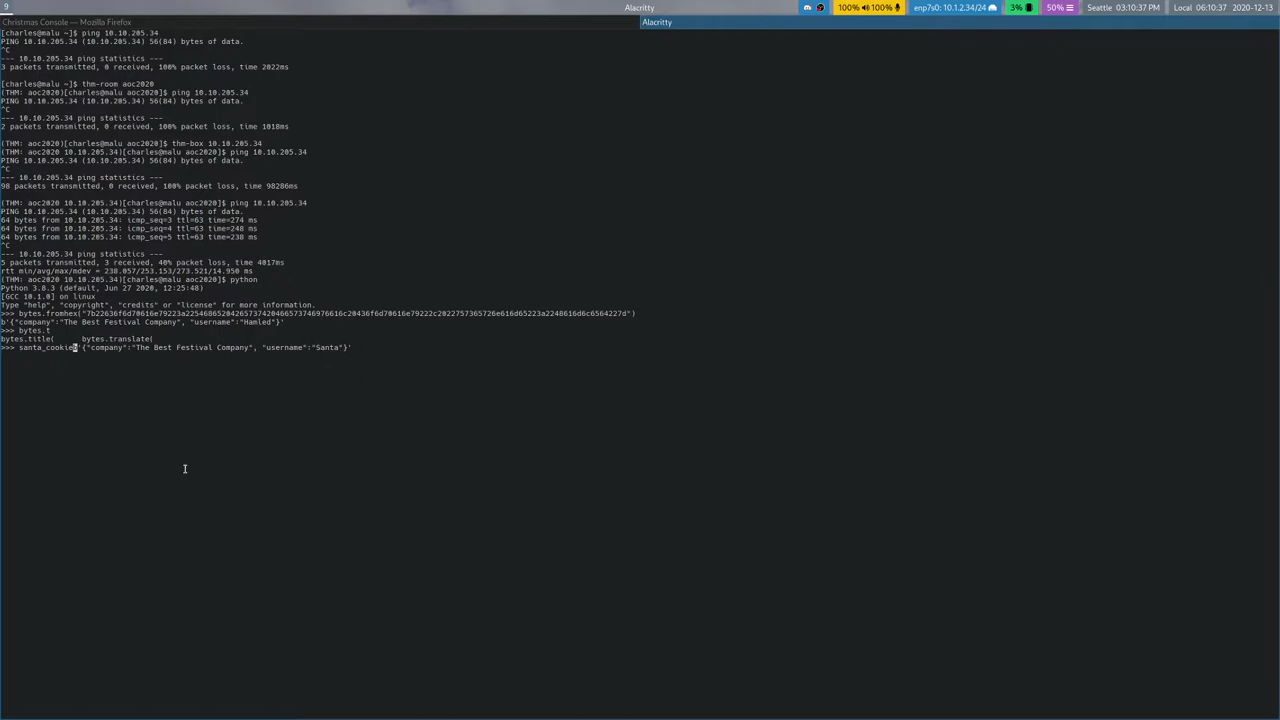 9
Alacritty
100% 100%
enp7s0: 10.1.2.34/24
3%
50%
Seattle 03:10:37 PM
Local 06:10:37
2020-12-13
Christmas Console — Mozilla Firefox
Alacritty
[charles@malu ~]$ ping 10.10.205.34
PING 10.10.205.34 (10.10.205.34) 56(84) bytes of data.
^C
--- 10.10.205.34 ping statistics ---
3 packets transmitted, 0 received, 100% packet loss, time 2022ms
[charles@malu ~]$ thm-room aoc2020
(THM: aoc2020)[charles@malu aoc2020]$ ping 10.10.205.34
PING 10.10.205.34 (10.10.205.34) 56(84) bytes of data.
^C
--- 10.10.205.34 ping statistics ---
2 packets transmitted, 0 received, 100% packet loss, time 1018ms
(THM: aoc2020)[charles@malu aoc2020]$ thm-box 10.10.205.34
(THM: aoc2020 10.10.205.34)[charles@malu aoc2020]$ ping 10.10.205.34
PING 10.10.205.34 (10.10.205.34) 56(84) bytes of data.
^C
--- 10.10.205.34 ping statistics ---
98 packets transmitted, 0 received, 100% packet loss, time 98286ms
(THM: aoc2020 10.10.205.34)[charles@malu aoc2020]$ ping 10.10.205.34
PING 10.10.205.34 (10.10.205.34) 56(84) bytes of data.
64 bytes from 10.10.205.34: icmp_seq=3 ttl=63 time=274 ms
64 bytes from 10.10.205.34: icmp_seq=4 ttl=63 time=248 ms
64 bytes from 10.10.205.34: icmp_seq=5 ttl=63 time=238 ms
^C
--- 10.10.205.34 ping statistics ---
5 packets transmitted, 3 received, 40% packet loss, time 4017ms
rtt min/avg/max/mdev = 238.057/253.153/273.521/14.950 ms
(THM: aoc2020 10.10.205.34)[charles@malu aoc2020]$ python
Python 3.8.3 (default, Jun 27 2020, 12:25:48)
[GCC 10.1.0] on linux
Type "help", "copyright", "credits" or "license" for more information.
>>> bytes.fromhex("7b22636f6d70616e79223a22546865204265737420466573746976616c20436f6d70616e79222c2022757365726e616d65223a2248616d6c6564227d")
b'{"company":"The Best Festival Company", "username":"Hamled"}'
>>> bytes.t
bytes.title( bytes.translate(
>>> santa_cookieb'{"company":"The Best Festival Company", "username":"Santa"}'